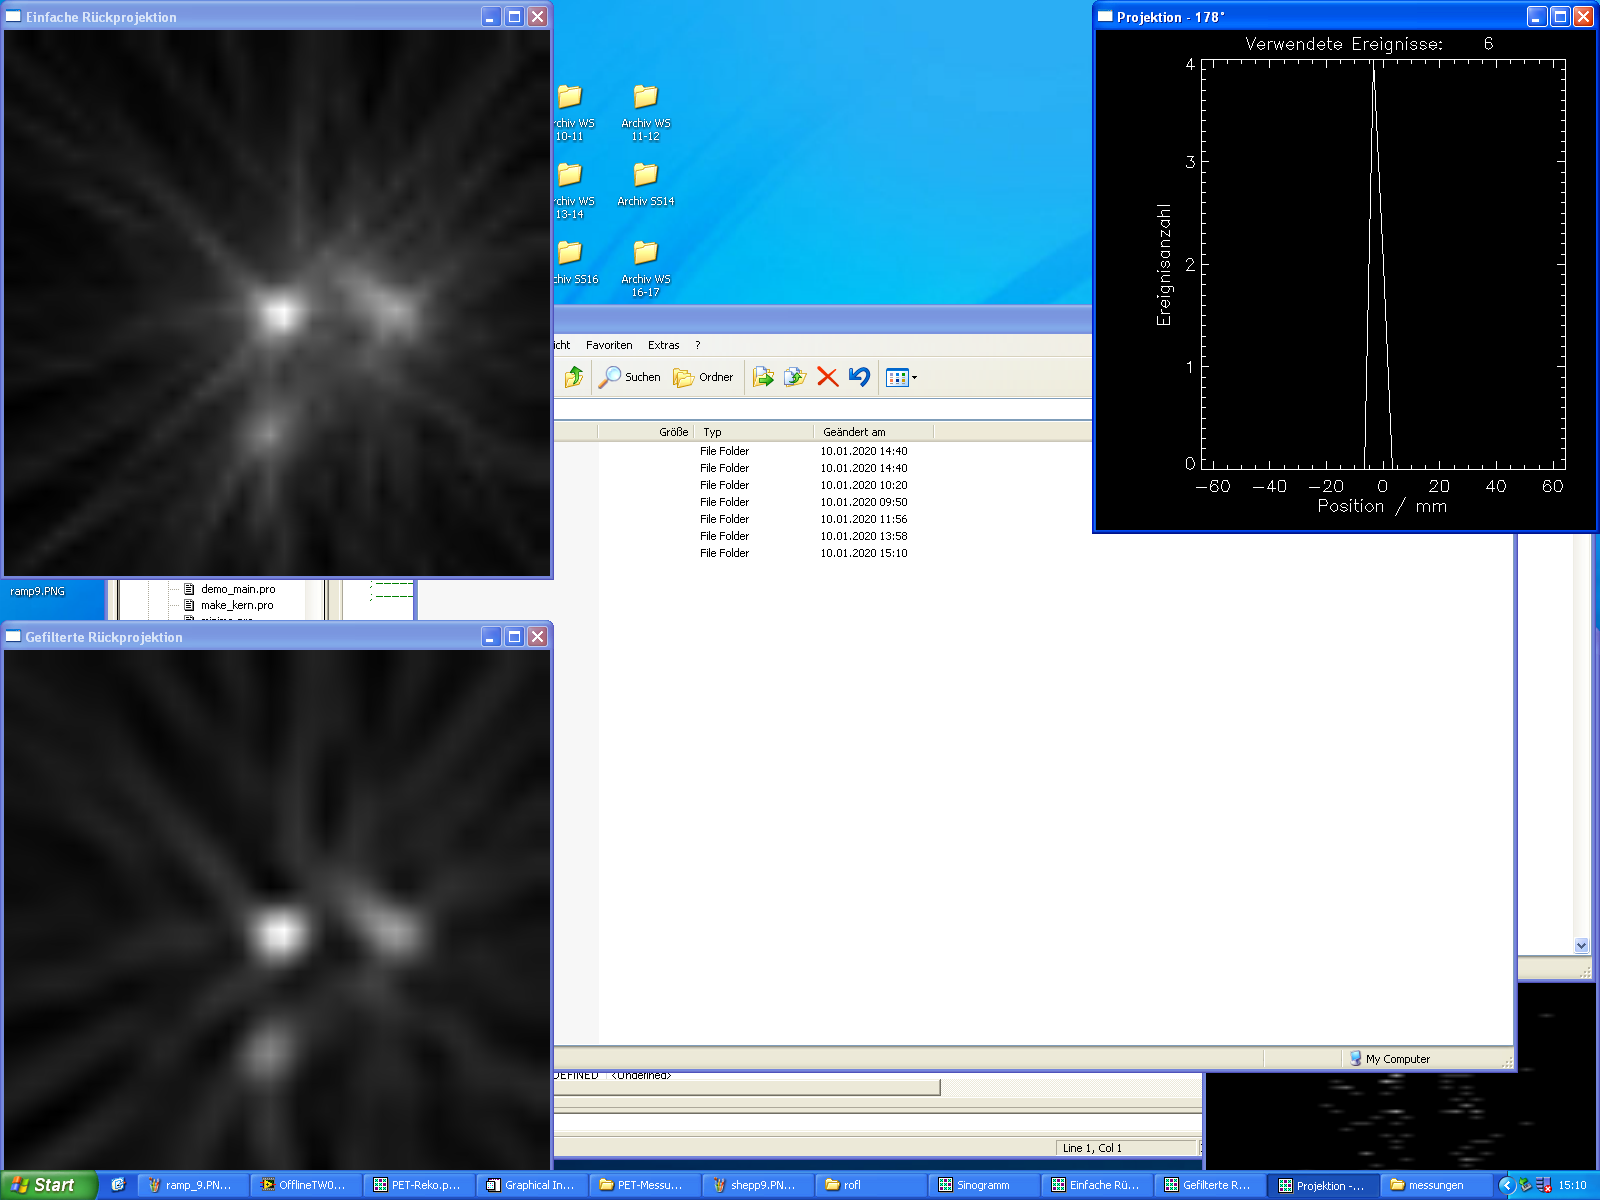 Einfache Rückprojektion
Projektion - 178°
Verwendete Ereignisse: 6
4
3
2
1
0
Ereignisanzahl
−60 −40 −20 0 20 40 60
Position / mm
rchiv WS
10-11
Archiv WS
11-12
rchiv WS
13-14
Archiv SS14
chiv SS16
Archiv WS
16-17
icht Favoriten Extras ?
Suchen Ordner
Größe Typ Geändert am
File Folder 10.01.2020 14:40
File Folder 10.01.2020 14:40
File Folder 10.01.2020 10:20
File Folder 10.01.2020 09:50
File Folder 10.01.2020 11:56
File Folder 10.01.2020 13:58
File Folder 10.01.2020 15:10
ramp9.PNG
demo_main.pro
make_kern.pro
Gefilterte Rückprojektion
My Computer
DEFINED <Undefined>
Line 1, Col 1
Start ramp_9.PN... OfflineTW0... PET-Reko.p... Graphical In... PET-Messu... shepp9.PN... rofl Sinogramm Einfache Rü... Gefilterte R... Projektion -... messungen 15:10